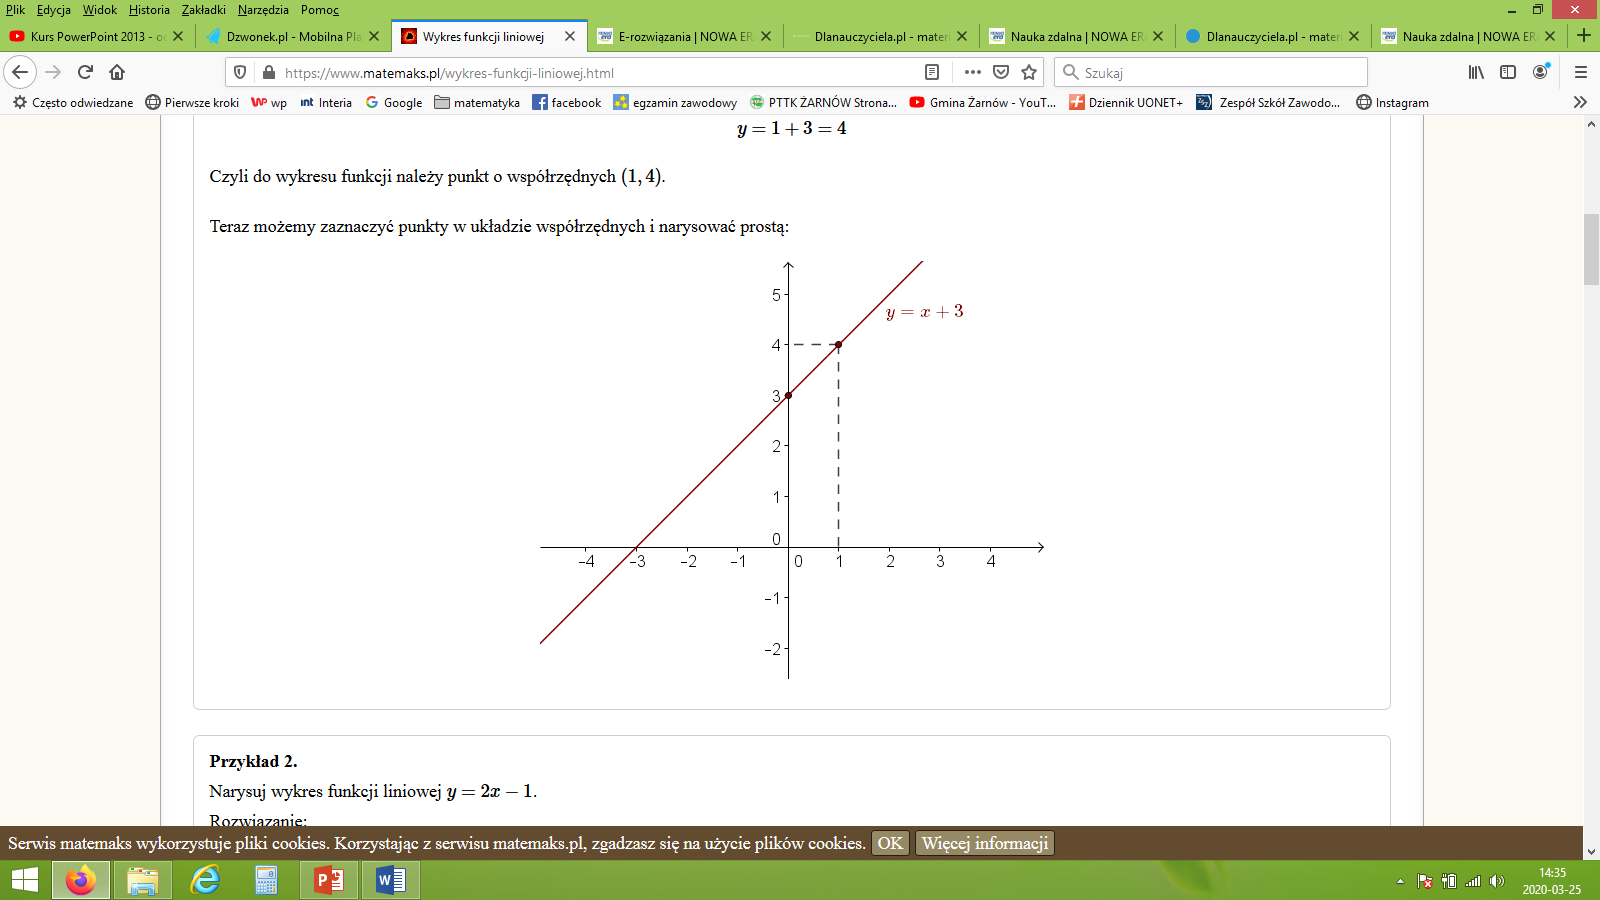 Plik Edycja Widok Historia Zakładki Narzędzia Pomoc
Kurs PowerPoint 2013 - o
Dzwonek.pl - Mobilna Pla
Wykres funkcji liniowej
E-rozwiązania | NOWA ER
Dlanauczyciela.pl - mater
Nauka zdalna | NOWA ER
Dlanauczyciela.pl - mater
Nauka zdalna | NOWA ER
https://www.matemaks.pl/wykres-funkcji-liniowej.html
Szukaj
Często odwiedzane Pierwsze kroki WP wp int Interia G Google matematyka facebook egzamin zawodowy PTTK ŻARNÓW Strona... Gmina Żarnów - YouT... Dziennik UONET+ Zespół Szkół Zawodo... Instagram
y = 1 + 3 = 4
Czyli do wykresu funkcji należy punkt o współrzędnych (1, 4).
Teraz możemy zaznaczyć punkty w układzie współrzędnych i narysować prostą:
5
y = x + 3
4
3
2
1
0
-4 -3 -2 -1 0 1 2 3 4
-1
-2
Przykład 2.
Narysuj wykres funkcji liniowej y = 2x − 1.
Rozwiązanie:
Serwis matemaks wykorzystuje pliki cookies. Korzystając z serwisu matemaks.pl, zgadzasz się na użycie plików cookies. OK Więcej informacji
14:35
2020-03-25